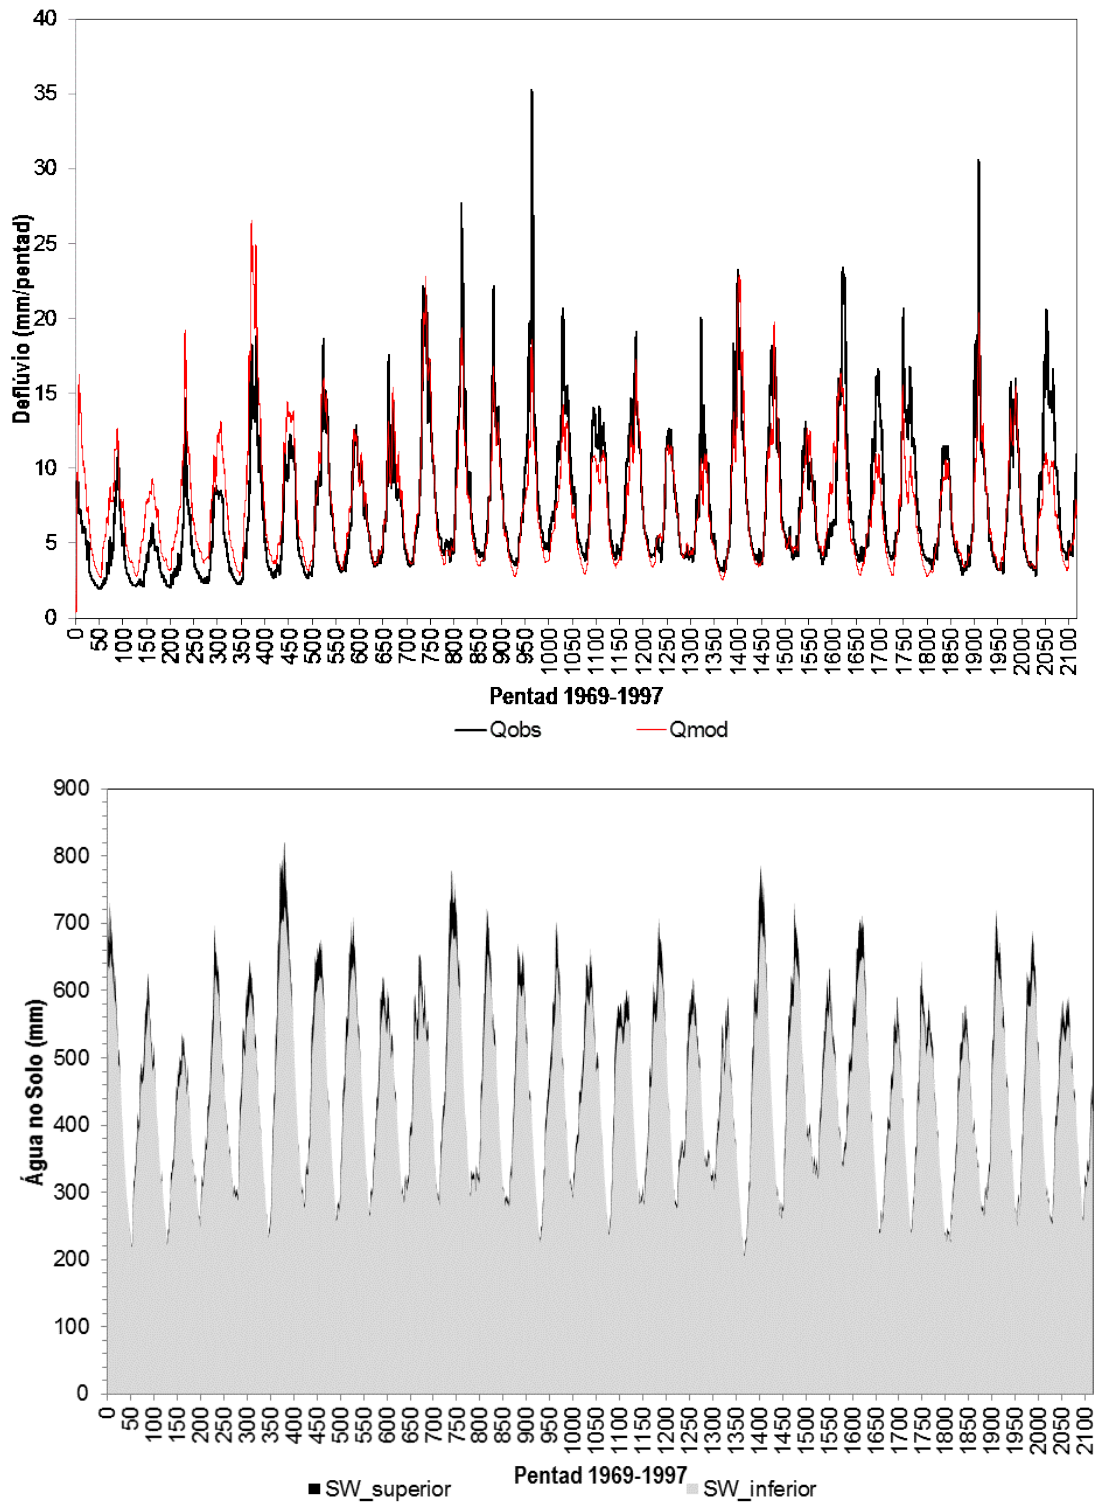 40
35
30
25
20
15
10
5
0
Deflúvio (mm/pentad)
0 50 100 150 200 250 300 350 400 450 500 550 600 650 700 750 800 850 900 950 1000 1050 1100 1150 1200 1250 1300 1350 1400 1450 1500 1550 1600 1650 1700 1750 1800 1850 1900 1950 2000 2050 2100
Pentad 1969-1997
Qobs Qmod
900
800
700
600
500
400
300
200
100
0
Água no Solo (mm)
0 50 100 150 200 250 300 350 400 450 500 550 600 650 700 750 800 850 900 950 1000 1050 1100 1150 1200 1250 1300 1350 1400 1450 1500 1550 1600 1650 1700 1750 1800 1850 1900 1950 2000 2050 2100
Pentad 1969-1997
SW_superior SW_inferior